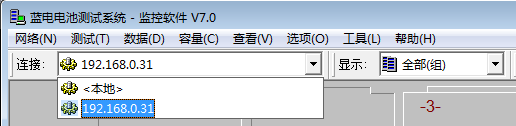 蓝电电池测试系统 - 监控软件 V7.0
网络(N) 测试(T) 数据(D) 容量(C) 查看(V) 选项(O) 工具(L) 帮助(H)
连接: 192.168.0.31 显示: 全部(组)
<本地>
192.168.0.31
-3-